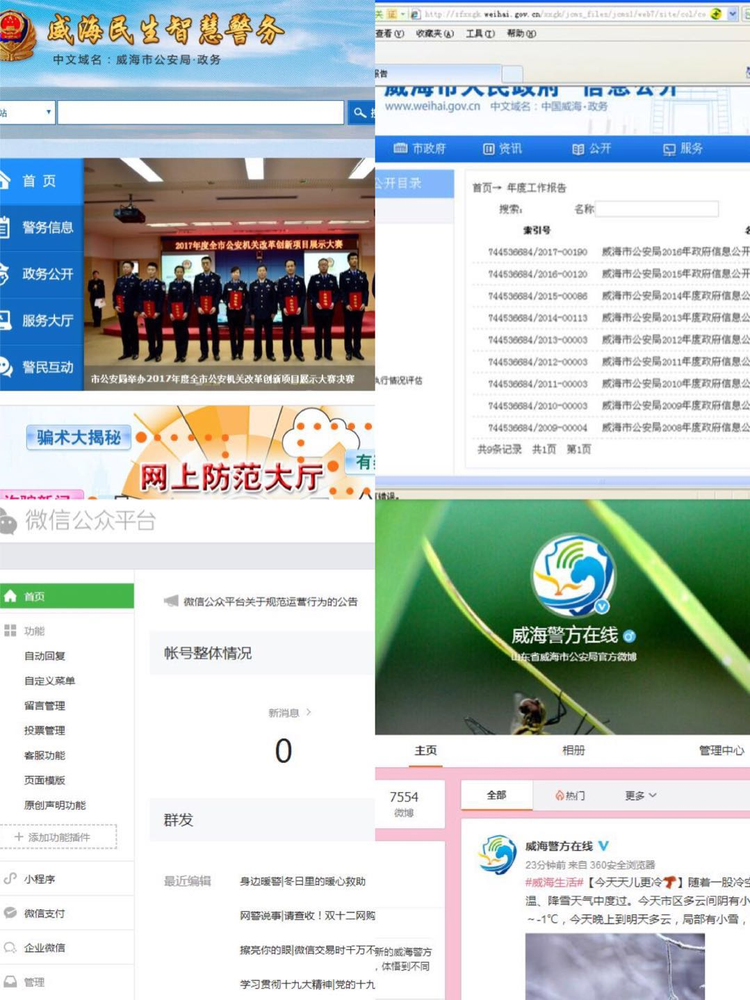 威海民生智慧警务
中文域名：威海市公安局·政务
站
首 页
警务信息
政务公开
服务大厅
警民互动
2017年度全市公安机关改革创新项目展示大赛
市公安局举办2017年度全市公安机关改革创新项目展示大赛决赛
骗术大揭秘
网上防范大厅
有
http://xxgk.weihai.gov.cn/xxgk/jcms_files/jcms1/web7/site/col/co
查看(V) 收藏夹(A) 工具(T) 帮助(H)
报告
威海市人民政府 信息公开
www.weihai.gov.cn 中文域名：中国威海·政务
市政府 资讯 公开 服务
公开目录
首页→ 年度工作报告
搜索： 名称
索引号 名
744536684/2017-00190 威海市公安局2016年政府信息公开
744536684/2016-00120 威海市公安局2015年政府信息公开
744536684/2015-00086 威海市公安局2014年度政府信息公
744536684/2014-00113 威海市公安局2013年度政府信息公
744536684/2013-00003 威海市公安局2012年度政府信息公
744536684/2012-00003 威海市公安局2011年度政府信息公
744536684/2011-00003 威海市公安局2010年度政府信息公
执行情况评估
744536684/2010-00003 威海市公安局2009年度政府信息公
744536684/2009-00004 威海市公安局2008年度政府信息公
共9条记录 共1页 第1页
错误。
微信公众平台
首页
功能
自动回复
自定义菜单
留言管理
投票管理
客服功能
页面模版
原创声明功能
添加功能插件
小程序
微信支付
企业微信
管理
微信公众平台关于规范运营行为的公告
帐号整体情况
新消息
0
群发
最近编辑
身边暖警|冬日里的暖心救助
网警说事|请查收！双十二网购
擦亮你的眼|微信交易时千万不
学习贯彻十九大精神|党的十九
威海警方在线
山东省威海市公安局官方微博
主页 相册 管理中心
7554
微博
全部 热门 更多
威海警方在线
23分钟前 来自 360安全浏览器
#威海生活#【今天天儿更冷】随着一股冷空
温、降雪天气中度过。今天市区多云间阴有小
～-1℃，今天晚上到明天多云，局部有小雪，
新的威海警方
，体悟到不同